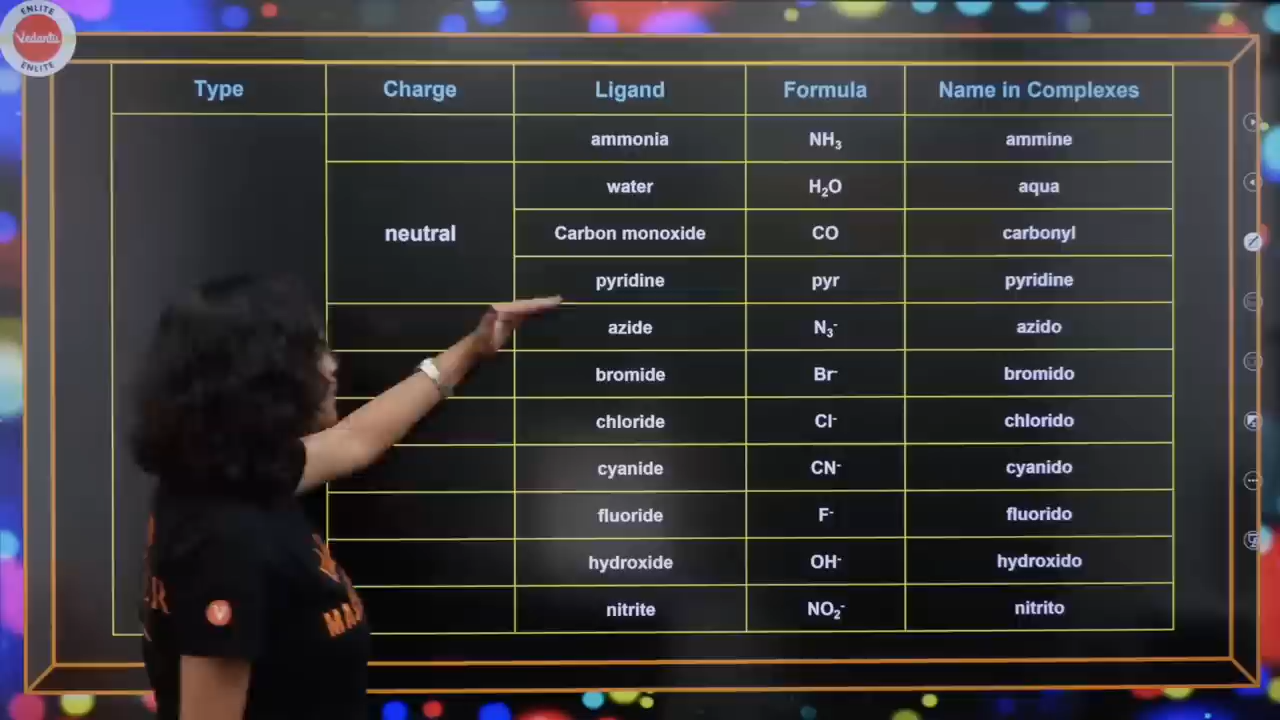 ENLITE
Vedantu
ENLITE
Type Charge Ligand Formula Name in Complexes
ammonia NH₃ ammine
water H₂O aqua
neutral Carbon monoxide CO carbonyl
pyridine pyr pyridine
azide N₃⁻ azido
bromide Br⁻ bromido
chloride Cl⁻ chlorido
cyanide CN⁻ cyanido
fluoride F⁻ fluorido
hydroxide OH⁻ hydroxido
nitrite NO₂⁻ nitrito
V